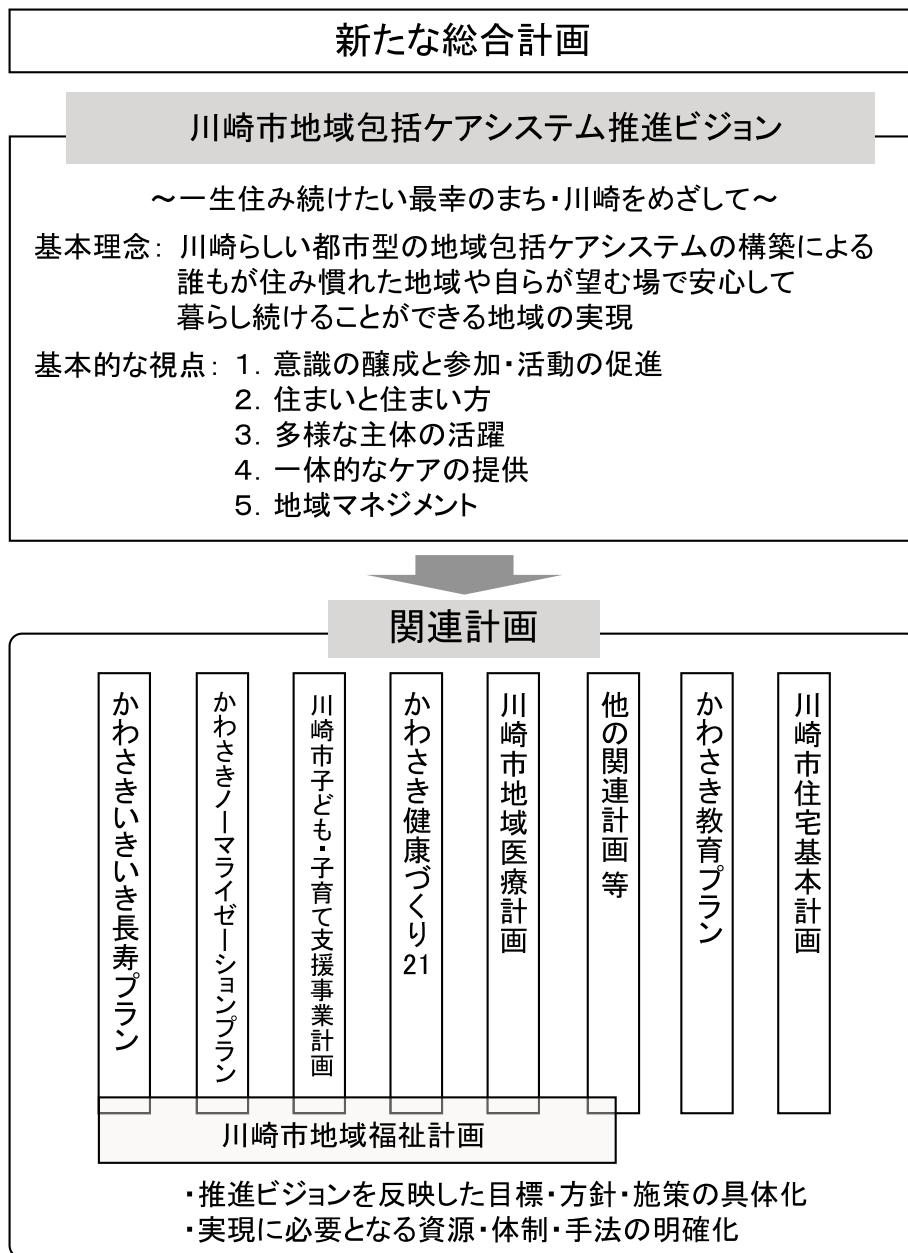 新たな総合計画
川崎市地域包括ケアシステム推進ビジョン
～一生住み続けたい最幸のまち・川崎をめざして～
基本理念： 川崎らしい都市型の地域包括ケアシステムの構築による
誰もが住み慣れた地域や自らが望む場で安心して
暮らし続けることができる地域の実現
基本的な視点： １．意識の醸成と参加・活動の促進
２．住まいと住まい方
３．多様な主体の活躍
４．一体的なケアの提供
５．地域マネジメント
関連計画
かわさきいきいき長寿プラン
かわさきノーマライゼーションプラン
川崎市子ども・子育て支援事業計画
かわさき健康づくり21
川崎市地域医療計画
他の関連計画 等
かわさき教育プラン
川崎市住宅基本計画
川崎市地域福祉計画
・推進ビジョンを反映した目標・方針・施策の具体化
・実現に必要となる資源・体制・手法の明確化